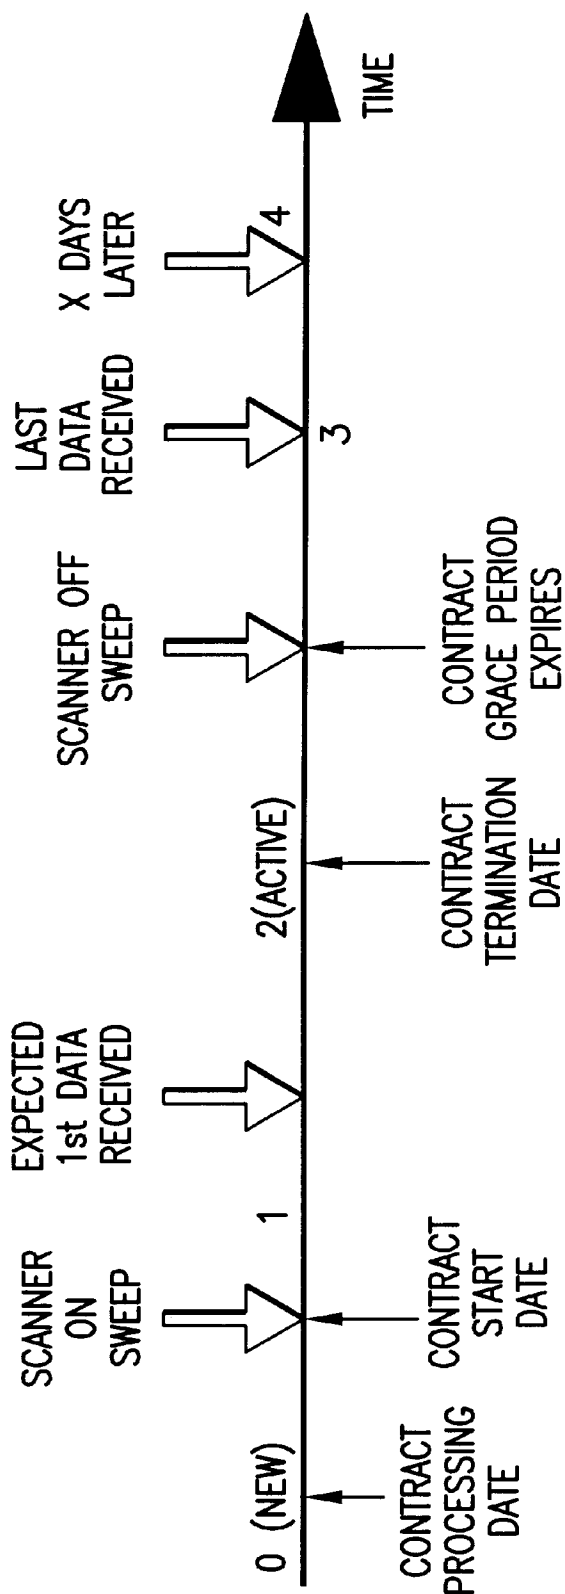 SCANNER
ON
SWEEP
EXPECTED
1st DATA
RECEIVED
SCANNER OFF
SWEEP
LAST
DATA
RECEIVED
X DAYS
LATER
0 (NEW)
1
2(ACTIVE)
3
4
TIME
CONTRACT
PROCESSING
DATE
CONTRACT
START
DATE
CONTRACT
TERMINATION
DATE
CONTRACT
GRACE PERIOD
EXPIRES